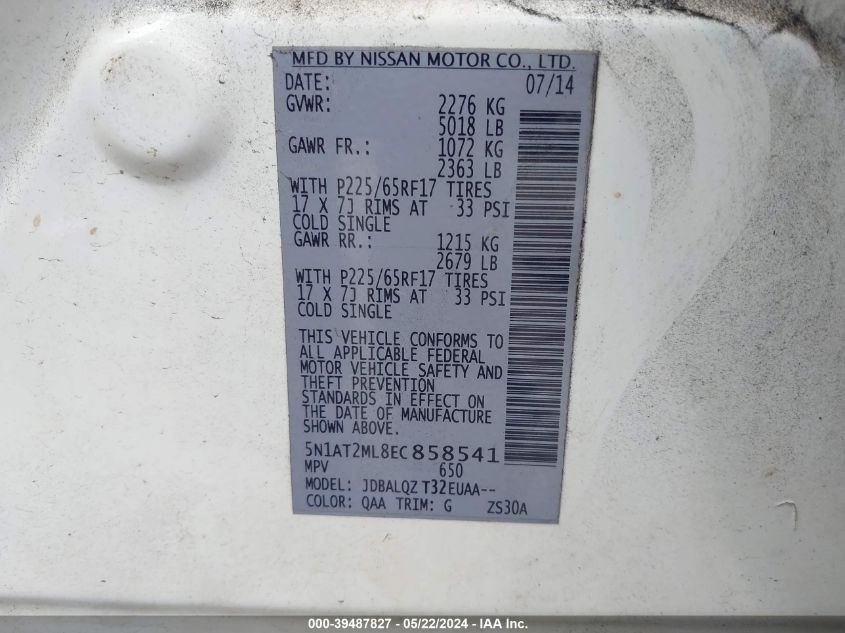 MFD BY NISSAN MOTOR CO., LTD.
DATE: 07/14
GVWR: 2276 KG
5018 LB
GAWR FR.: 1072 KG
2363 LB
WITH P225/65RF17 TIRES
17 X 7J RIMS AT 33 PSI
COLD SINGLE
GAWR RR.: 1215 KG
2679 LB
WITH P225/65RF17 TIRES
17 X 7J RIMS AT 33 PSI
COLD SINGLE
THIS VEHICLE CONFORMS TO
ALL APPLICABLE FEDERAL
MOTOR VEHICLE SAFETY AND
THEFT PREVENTION
STANDARDS IN EFFECT ON
THE DATE OF MANUFACTURE
SHOWN ABOVE.
5N1AT2ML8EC858541
MPV 650
MODEL: JDBALQZ T32EUAA--
COLOR: QAA TRIM: G ZS30A
000-39487827 - 05/22/2024 - IAA Inc.